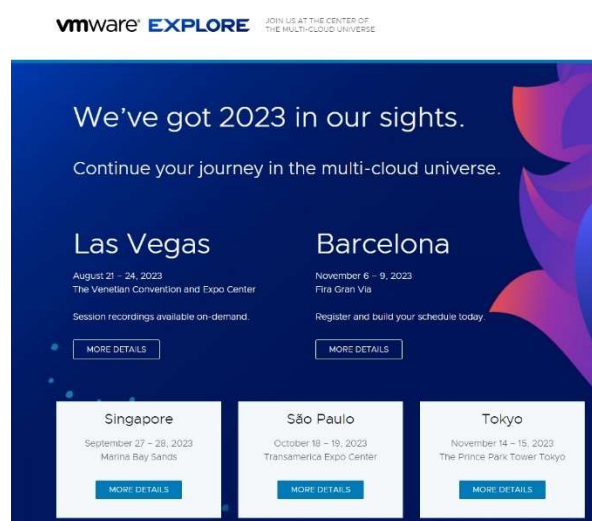 vmware® EXPLORE
JOIN US AT THE CENTER OF
THE MULTI-CLOUD UNIVERSE
We've got 2023 in our sights.
Continue your journey in the multi-cloud universe.
Las Vegas
August 21 – 24, 2023
The Venetian Convention and Expo Center
Session recordings available on-demand.
MORE DETAILS
Barcelona
November 6 – 9, 2023
Fira Gran Via
Register and build your schedule today.
MORE DETAILS
Singapore
September 27 – 28, 2023
Marina Bay Sands
MORE DETAILS
São Paulo
October 18 – 19, 2023
Transamerica Expo Center
MORE DETAILS
Tokyo
November 14 – 15, 2023
The Prince Park Tower Tokyo
MORE DETAILS